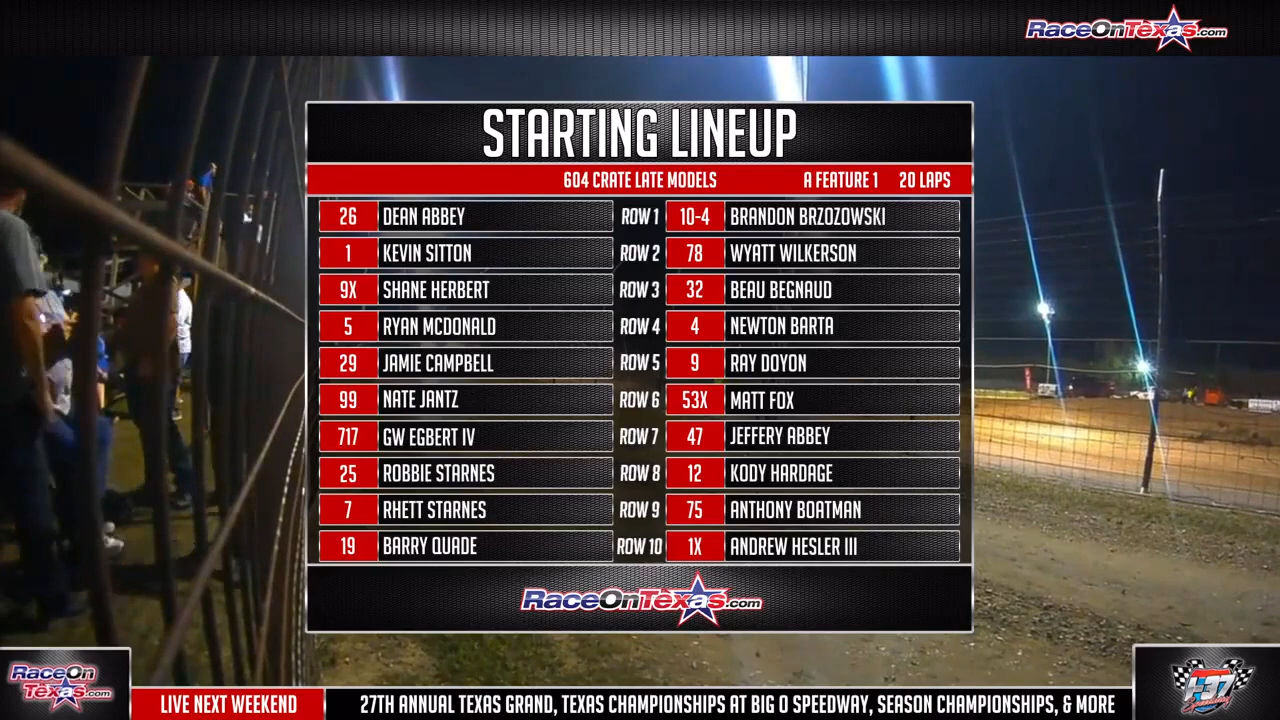 RaceOnTexas.com
STARTING LINEUP
604 CRATE LATE MODELS A FEATURE 1 20 LAPS
26 DEAN ABBEY ROW 1 10-4 BRANDON BRZOZOWSKI
1 KEVIN SITTON ROW 2 78 WYATT WILKERSON
9X SHANE HERBERT ROW 3 32 BEAU BEGNAUD
5 RYAN MCDONALD ROW 4 4 NEWTON BARTA
29 JAMIE CAMPBELL ROW 5 9 RAY DOYON
99 NATE JANTZ ROW 6 53X MATT FOX
717 GW EGBERT IV ROW 7 47 JEFFERY ABBEY
25 ROBBIE STARNES ROW 8 12 KODY HARDAGE
7 RHETT STARNES ROW 9 75 ANTHONY BOATMAN
19 BARRY QUADE ROW 10 1X ANDREW HESLER III
RaceOnTexas.com
RaceOn
Texas.com
LIVE NEXT WEEKEND 27TH ANNUAL TEXAS GRAND, TEXAS CHAMPIONSHIPS AT BIG O SPEEDWAY, SEASON CHAMPIONSHIPS, & MORE
I-37
Speedway